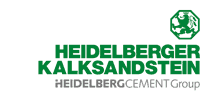 HEIDELBERGER
KALKSANDSTEIN
HEIDELBERGCEMENT Group